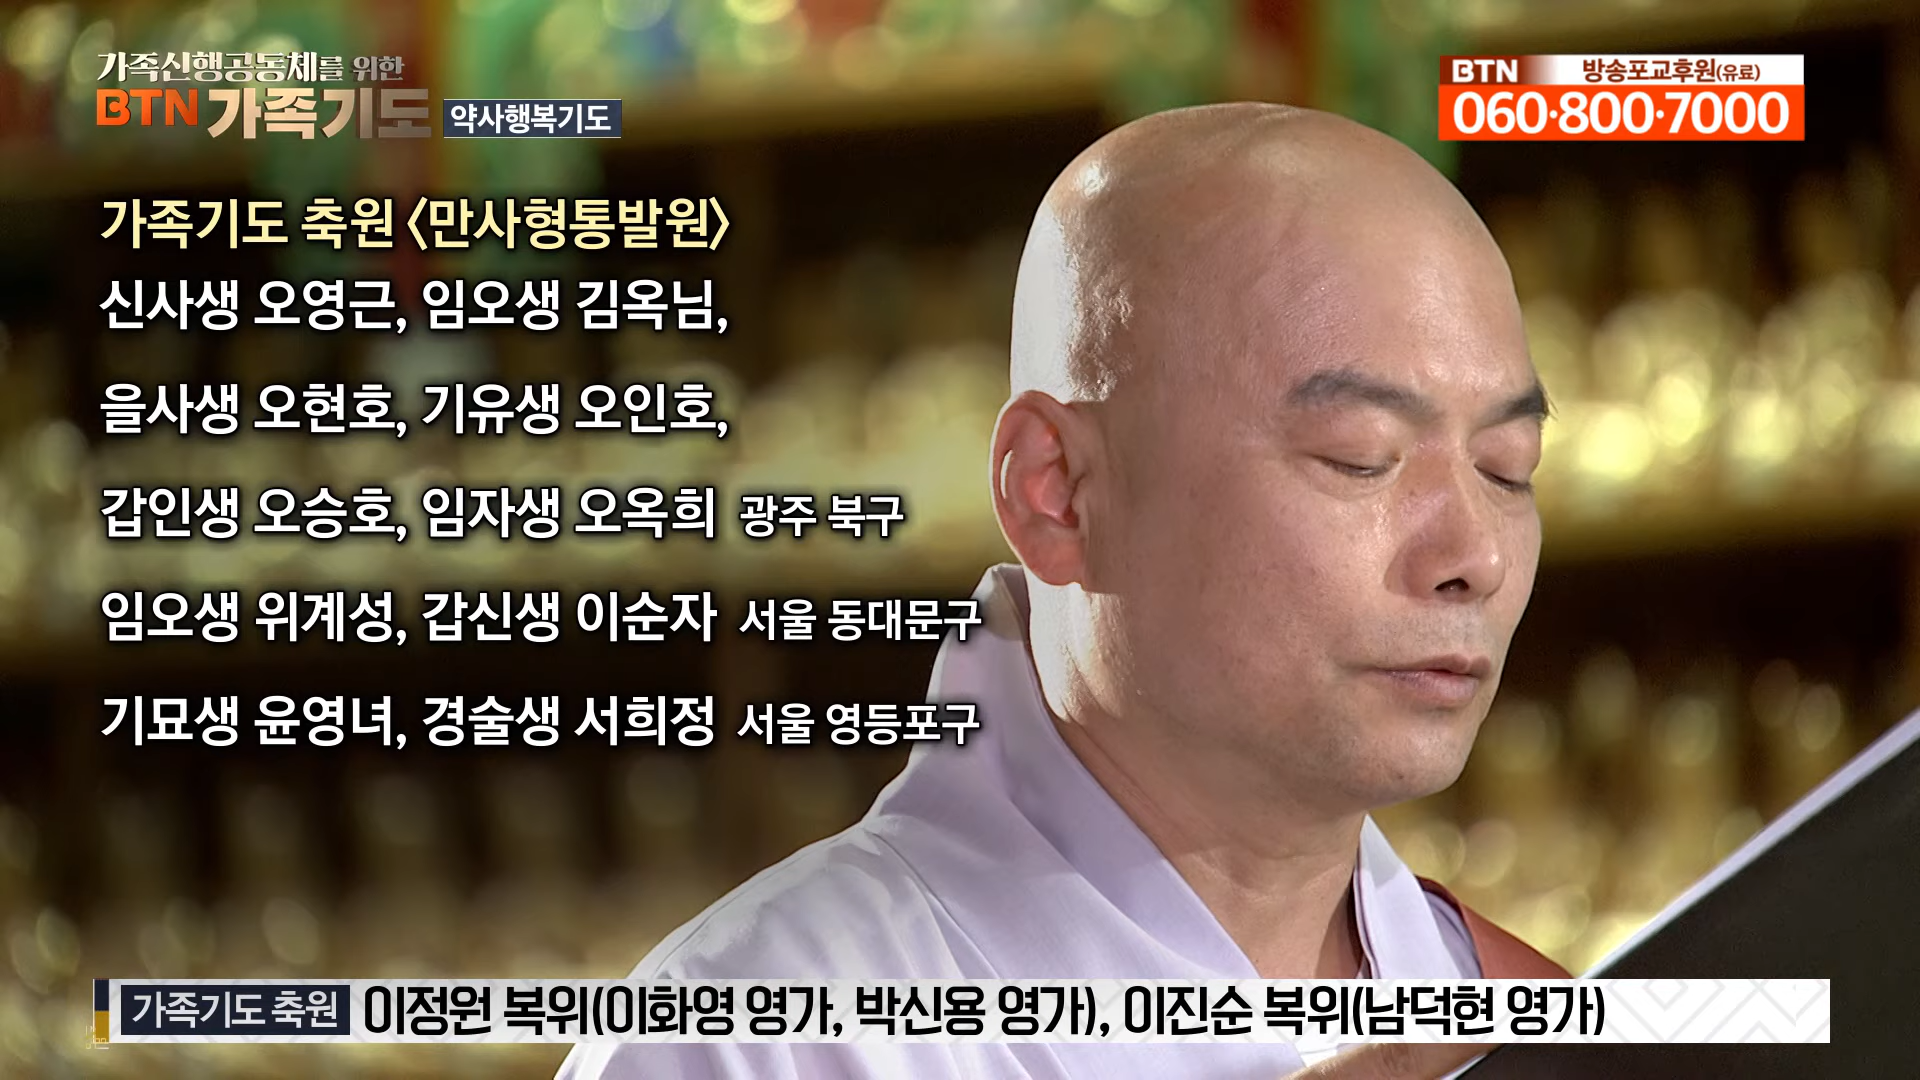 가족신행공동체를 위한
BTN 가족기도 약사행복기도
BTN 방송포교후원(유료)
060·800·7000
가족기도 축원 〈만사형통발원〉
신사생 오영근, 임오생 김옥님,
을사생 오현호, 기유생 오인호,
갑인생 오승호, 임자생 오옥희 광주 북구
임오생 위계성, 갑신생 이순자 서울 동대문구
기묘생 윤영녀, 경술생 서희정 서울 영등포구
가족기도 축원 이정원 복위(이화영 영가, 박신용 영가), 이진순 복위(남덕현 영가)